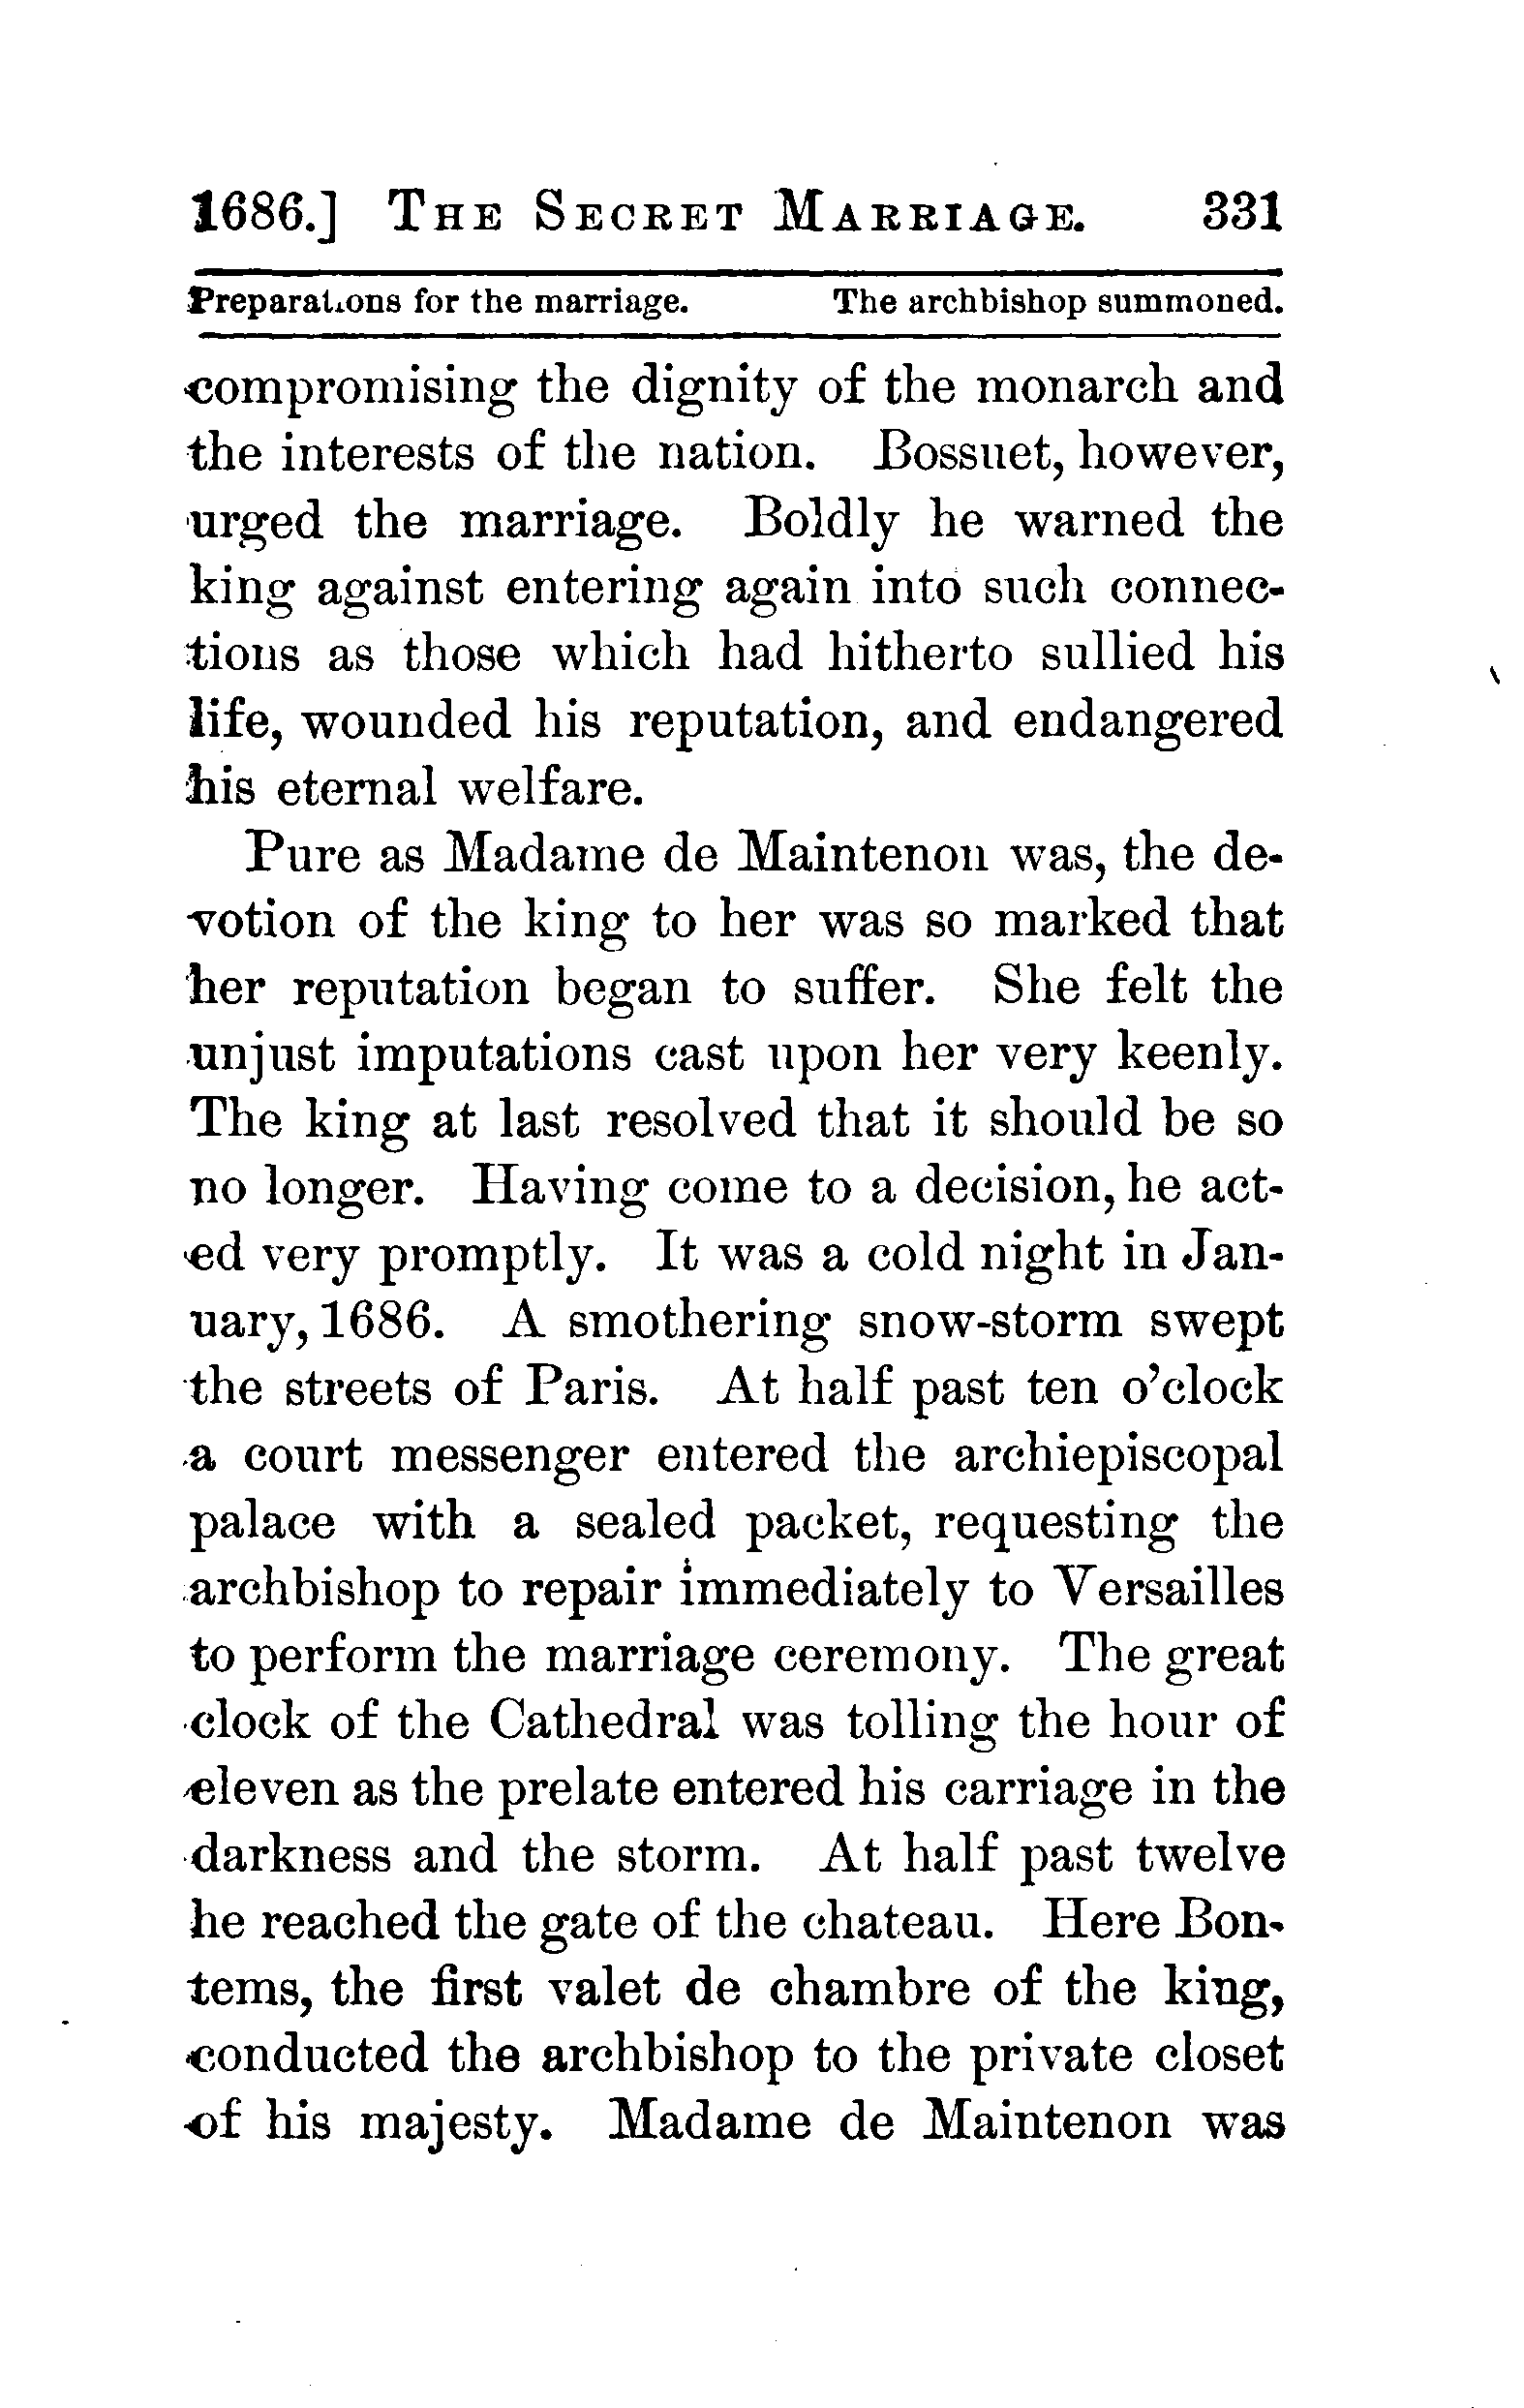 1686.] The Secret Marriage. 331
Preparations for the marriage. The archbishop summoned.
compromising the dignity of the monarch and
the interests of the nation. Bossuet, however,
urged the marriage. Boldly he warned the
king against entering again into such connec-
tions as those which had hitherto sullied his
life, wounded his reputation, and endangered
his eternal welfare.
Pure as Madame de Maintenon was, the de-
votion of the king to her was so marked that
her reputation began to suffer. She felt the
unjust imputations cast upon her very keenly.
The king at last resolved that it should be so
no longer. Having come to a decision, he act-
ed very promptly. It was a cold night in Jan-
uary, 1686. A smothering snow-storm swept
the streets of Paris. At half past ten o'clock
a court messenger entered the archiepiscopal
palace with a sealed packet, requesting the
archbishop to repair immediately to Versailles
to perform the marriage ceremony. The great
clock of the Cathedral was tolling the hour of
eleven as the prelate entered his carriage in the
darkness and the storm. At half past twelve
he reached the gate of the chateau. Here Bon-
tems, the first valet de chambre of the king,
conducted the archbishop to the private closet
of his majesty. Madame de Maintenon was